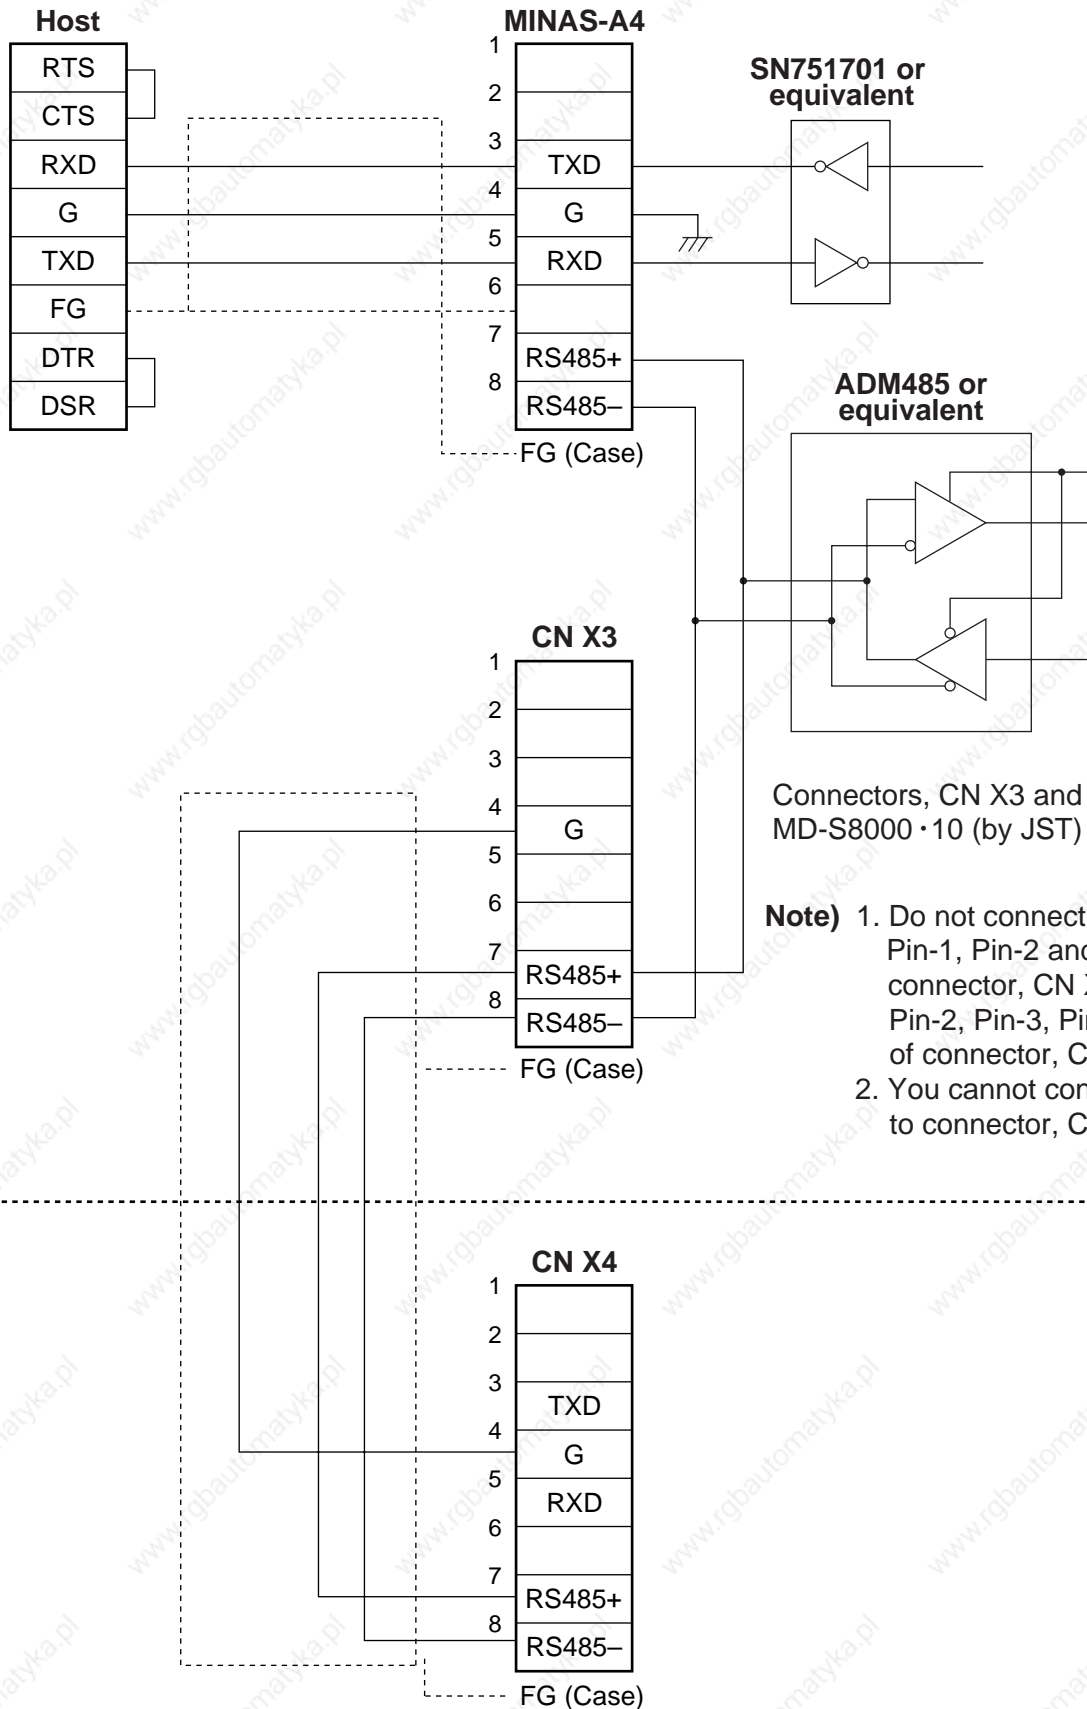 Host
RTS
CTS
RXD
G
TXD
FG
DTR
DSR
MINAS-A4
1
2
3
TXD
4
G
5
RXD
6
7
RS485+
8
RS485–
FG (Case)
SN751701 or
equivalent
ADM485 or
equivalent
CN X3
1
2
3
4
G
5
6
7
RS485+
8
RS485–
FG (Case)
Connectors, CN X3 and
MD-S8000・10 (by JST)
Note) 1. Do not connect
Pin-1, Pin-2 and
connector, CN X
Pin-2, Pin-3, Pi
of connector, C
2. You cannot con
to connector, C
CN X4
1
2
3
TXD
4
G
5
RXD
6
7
RS485+
8
RS485–
FG (Case)
www.rgbautomatyka.pl